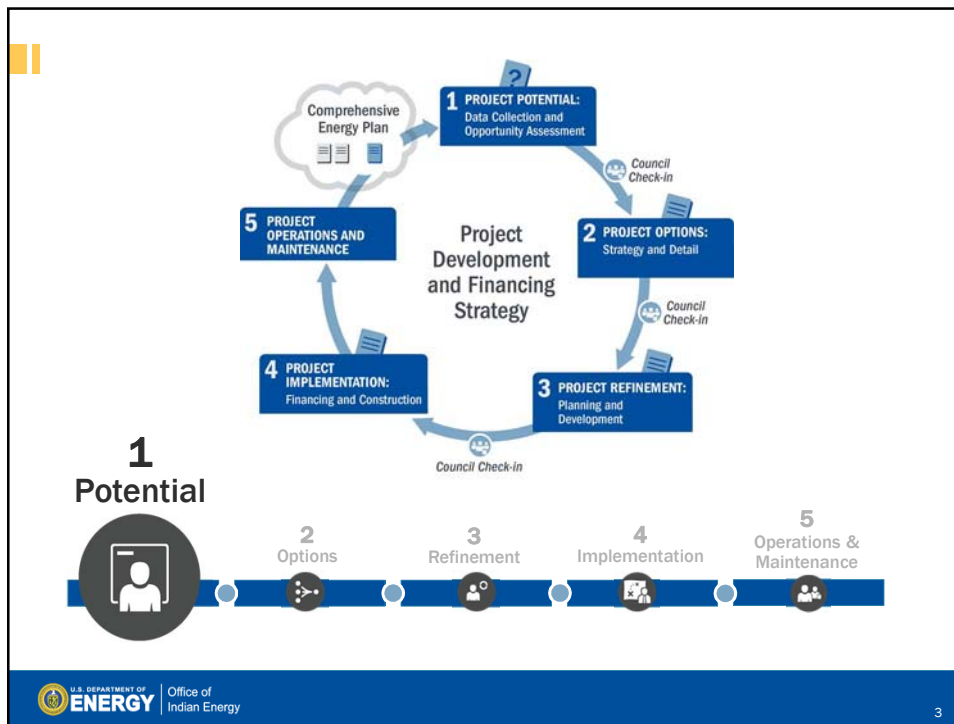 ?
1 PROJECT POTENTIAL:
Data Collection and
Opportunity Assessment
Comprehensive
Energy Plan
Council
Check-in
5 PROJECT
OPERATIONS AND
MAINTENANCE
2 PROJECT OPTIONS:
Strategy and Detail
Project
Development
and Financing
Strategy
Council
Check-in
4 PROJECT
IMPLEMENTATION:
Financing and Construction
3 PROJECT REFINEMENT:
Planning and
Development
Council Check-in
1
Potential
2
Options
3
Refinement
4
Implementation
5
Operations &
Maintenance
U.S. DEPARTMENT OF
ENERGY
Office of
Indian Energy
3